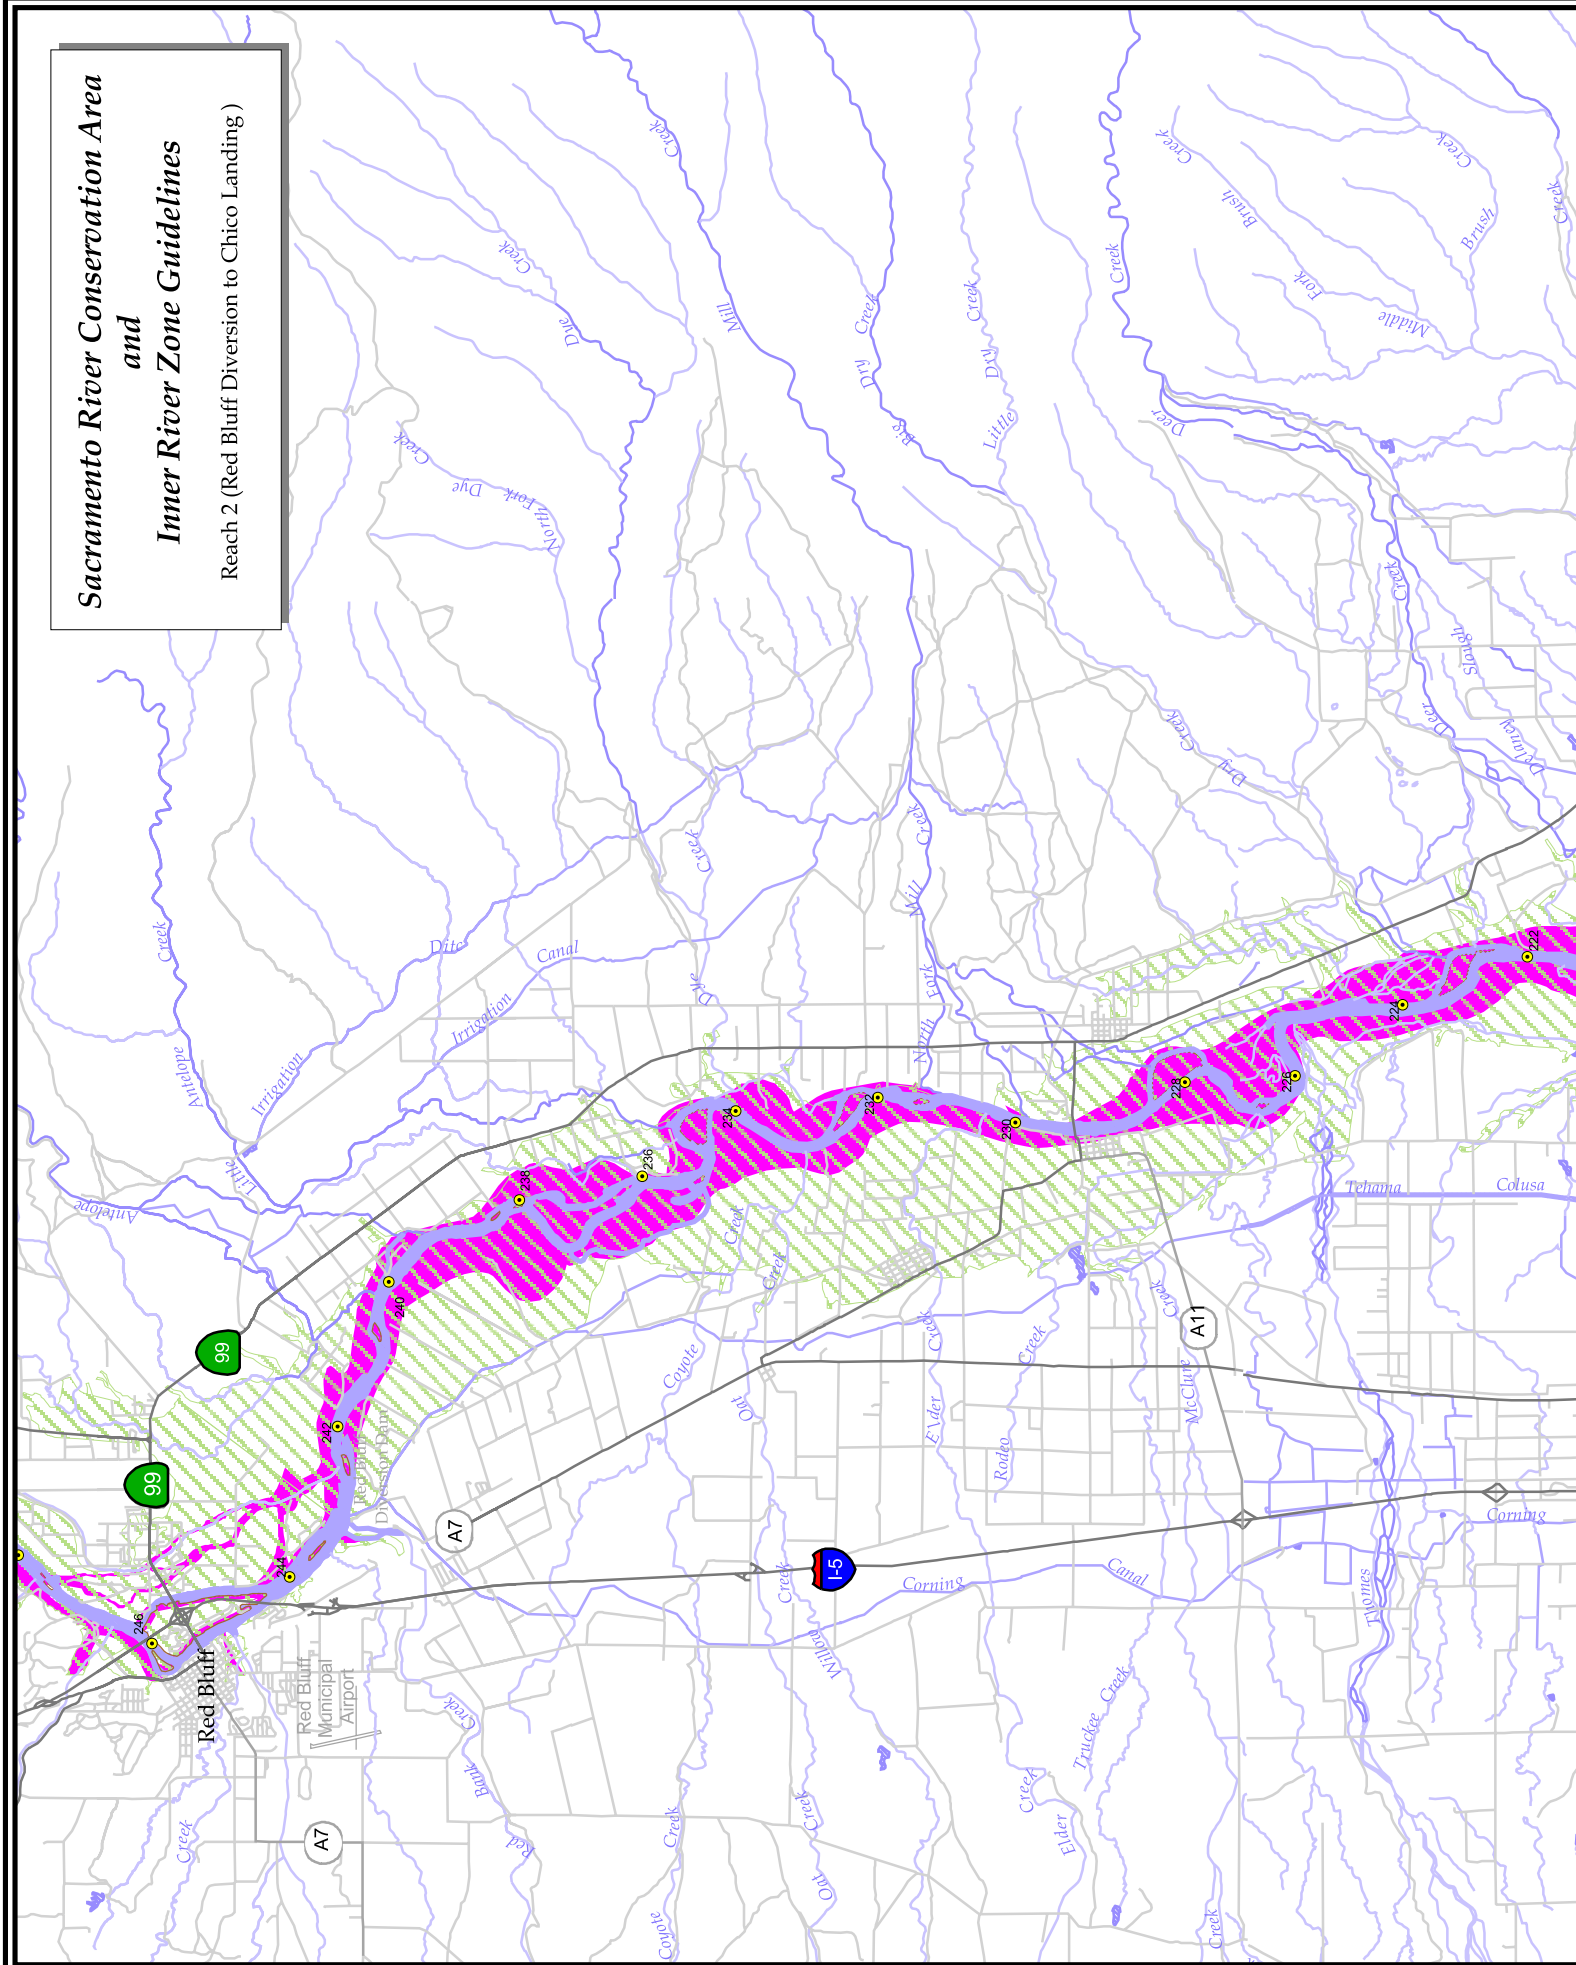 Sacramento River Conservation Area
and
Inner River Zone Guidelines
Reach 2 (Red Bluff Diversion to Chico Landing )
Creek
Antelope
Little
Antelope
Irrigation
Ditc
Irrigation
Canal
Creek
Dye
North Fork
Dye
Creek
Creek
Dye
Creek
Dye
Creek
Mill
Creek
Mill
North
Fork
Creek
Dry
Big
Creek
Dry
Little
Creek
Dry
Creek
Deer
Creek
Brush
Creek
Brush
Fork
Middle
Creek
Creek
Deer
Slough
Delaney
99
99
246
244
242
240
238
236
234
232
230
228
226
224
222
Red Bluff
Red Bluff
Diversion Dam
Red Bluff
Municipal
Airport
A7
A7
I-5
A11
Creek
Creek
Bank
Red
Creek
Coyote
Creek
Coyote
Creek
Oat
Creek
Oat
Creek
Willow
Corning
Canal
Creek
Elder
Creek
Elder
Creek
Rodeo
Creek
McClure
Truckee Creek
Creek
Thomes
Tehama
Colusa
Corning